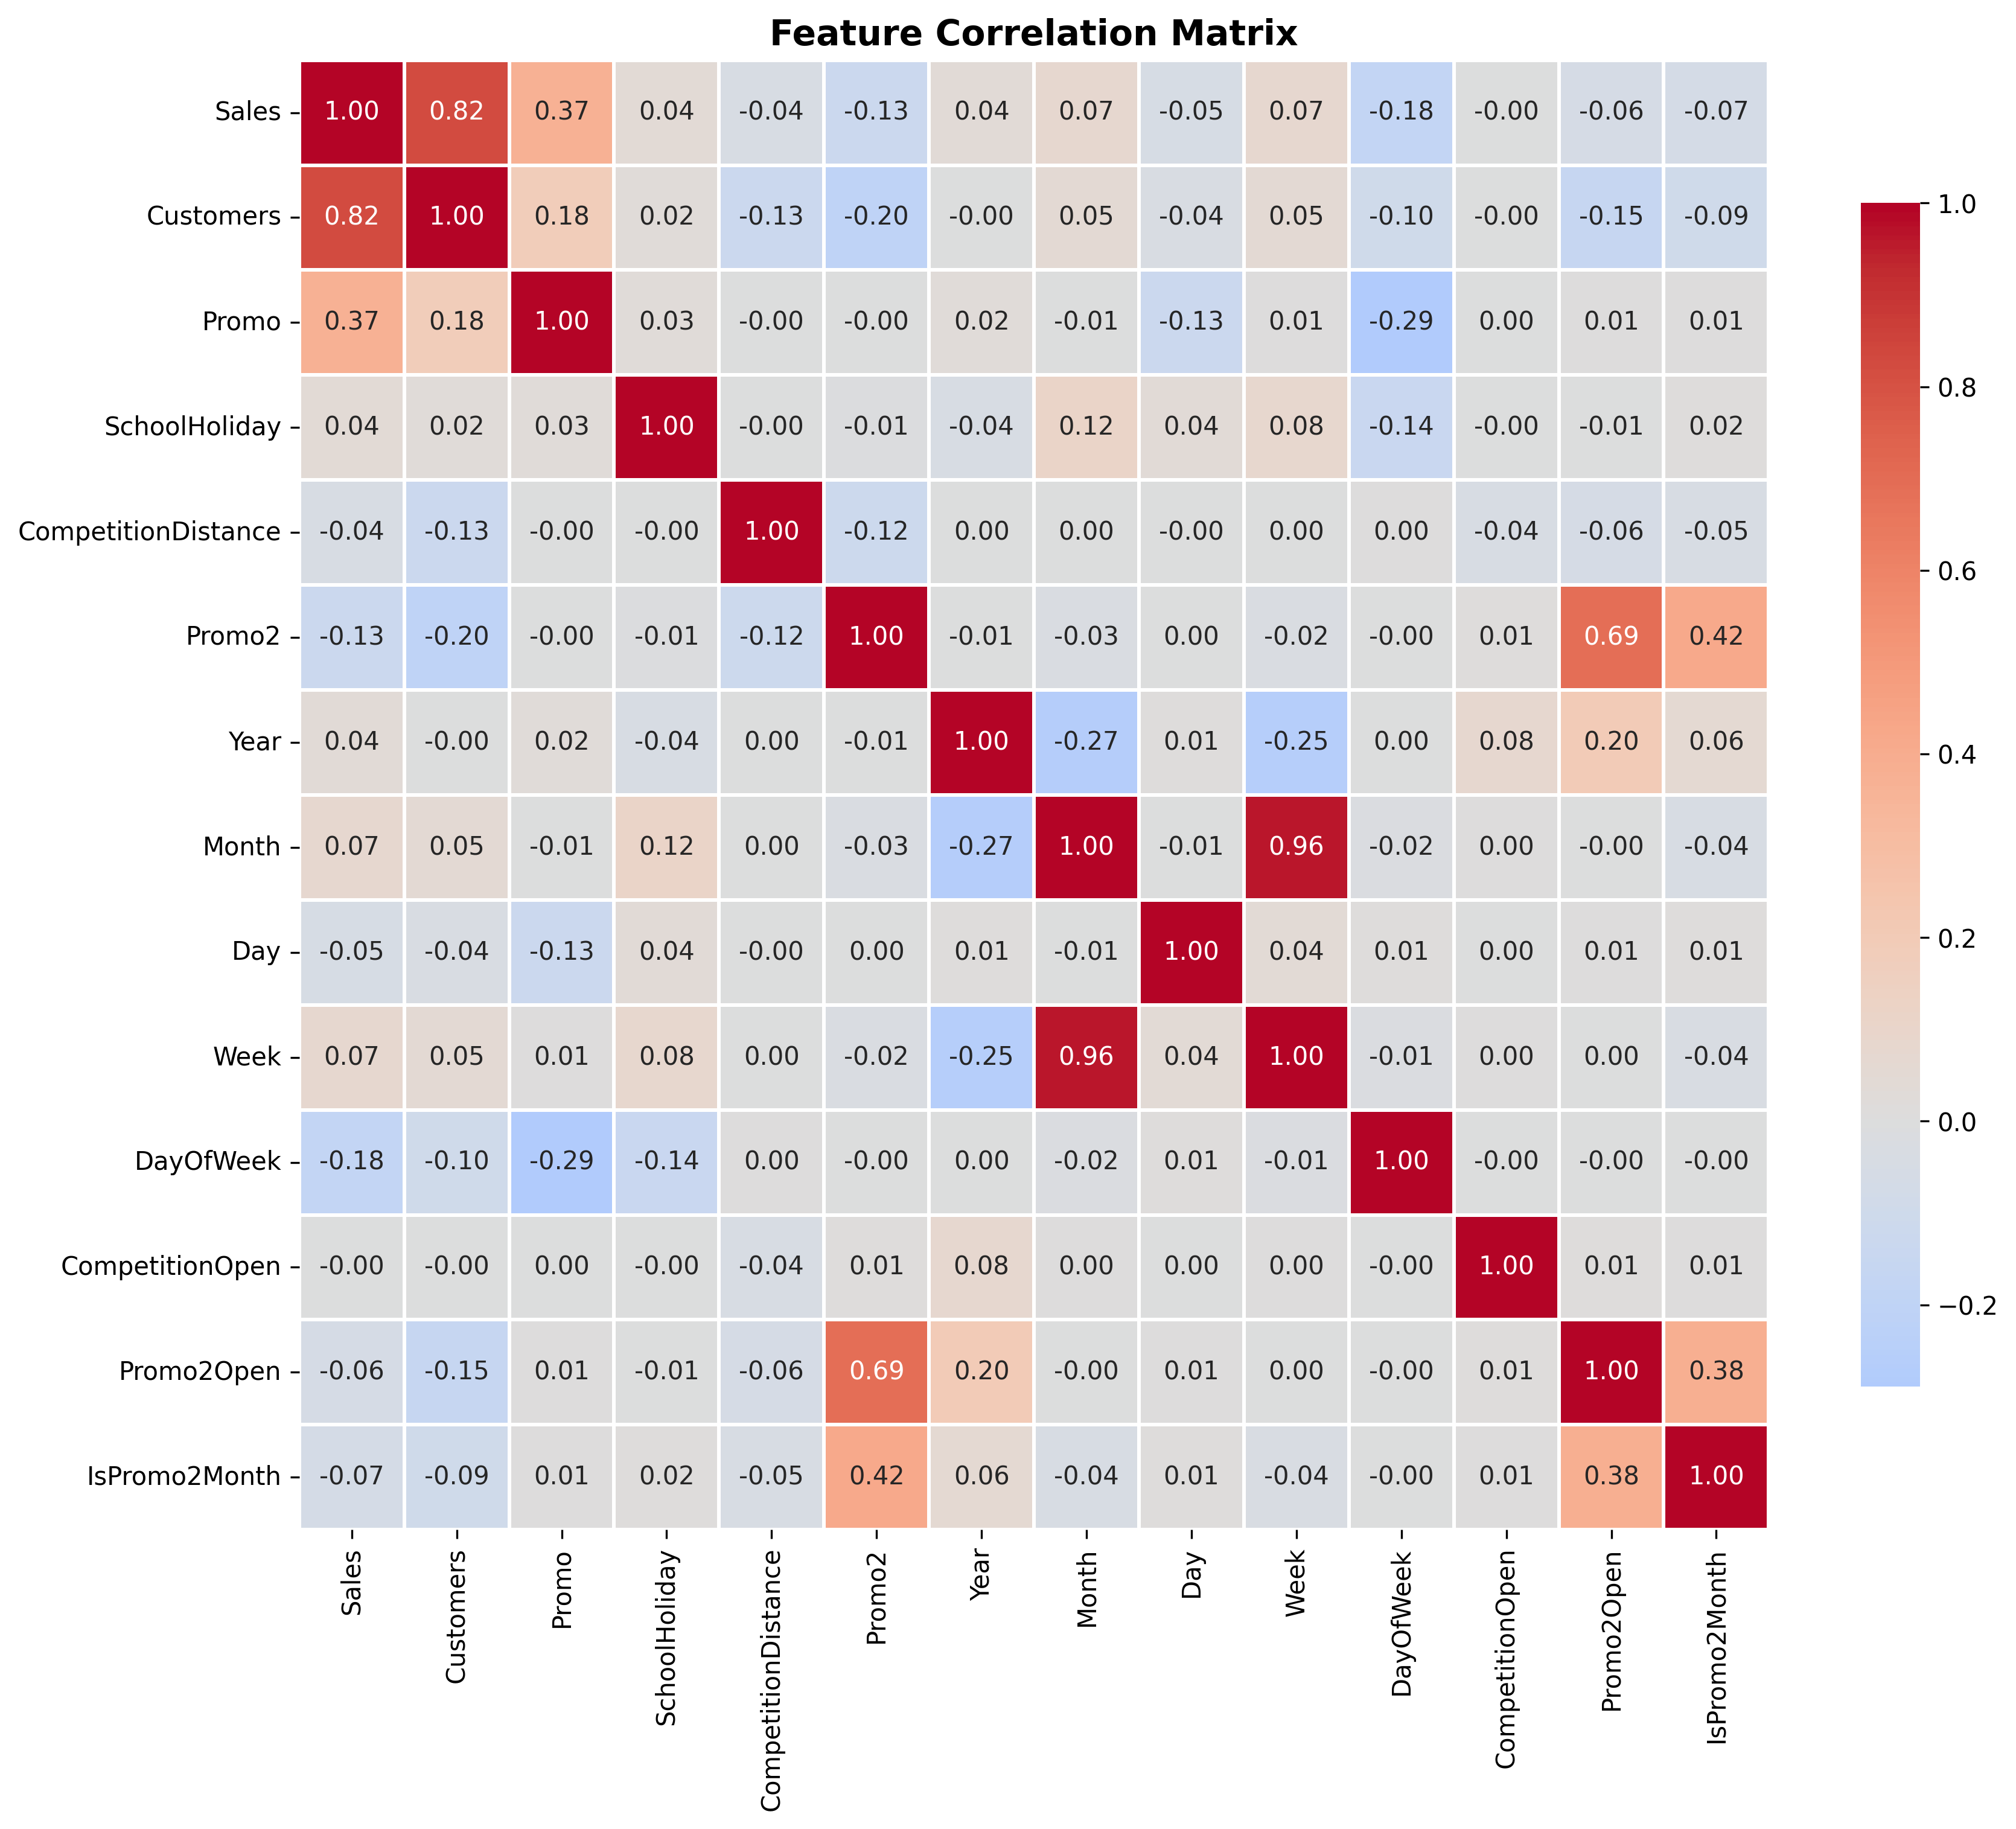 Feature Correlation Matrix
Sales 1.00 0.82 0.37 0.04 -0.04 -0.13 0.04 0.07 -0.05 0.07 -0.18 -0.00 -0.06 -0.07
Customers 0.82 1.00 0.18 0.02 -0.13 -0.20 -0.00 0.05 -0.04 0.05 -0.10 -0.00 -0.15 -0.09
Promo 0.37 0.18 1.00 0.03 -0.00 -0.00 0.02 -0.01 -0.13 0.01 -0.29 0.00 0.01 0.01
SchoolHoliday 0.04 0.02 0.03 1.00 -0.00 -0.01 -0.04 0.12 0.04 0.08 -0.14 -0.00 -0.01 0.02
CompetitionDistance -0.04 -0.13 -0.00 -0.00 1.00 -0.12 0.00 0.00 -0.00 0.00 0.00 -0.04 -0.06 -0.05
Promo2 -0.13 -0.20 -0.00 -0.01 -0.12 1.00 -0.01 -0.03 0.00 -0.02 -0.00 0.01 0.69 0.42
Year 0.04 -0.00 0.02 -0.04 0.00 -0.01 1.00 -0.27 0.01 -0.25 0.00 0.08 0.20 0.06
Month 0.07 0.05 -0.01 0.12 0.00 -0.03 -0.27 1.00 -0.01 0.96 -0.02 0.00 -0.00 -0.04
Day -0.05 -0.04 -0.13 0.04 -0.00 0.00 0.01 -0.01 1.00 0.04 0.01 0.00 0.01 0.01
Week 0.07 0.05 0.01 0.08 0.00 -0.02 -0.25 0.96 0.04 1.00 -0.01 0.00 0.00 -0.04
DayOfWeek -0.18 -0.10 -0.29 -0.14 0.00 -0.00 0.00 -0.02 0.01 -0.01 1.00 -0.00 -0.00 -0.00
CompetitionOpen -0.00 -0.00 0.00 -0.00 -0.04 0.01 0.08 0.00 0.00 0.00 -0.00 1.00 0.01 0.01
Promo2Open -0.06 -0.15 0.01 -0.01 -0.06 0.69 0.20 -0.00 0.01 0.00 -0.00 0.01 1.00 0.38
IsPromo2Month -0.07 -0.09 0.01 0.02 -0.05 0.42 0.06 -0.04 0.01 -0.04 -0.00 0.01 0.38 1.00
Sales
Customers
Promo
SchoolHoliday
CompetitionDistance
Promo2
Year
Month
Day
Week
DayOfWeek
CompetitionOpen
Promo2Open
IsPromo2Month
1.0
0.8
0.6
0.4
0.2
0.0
−0.2